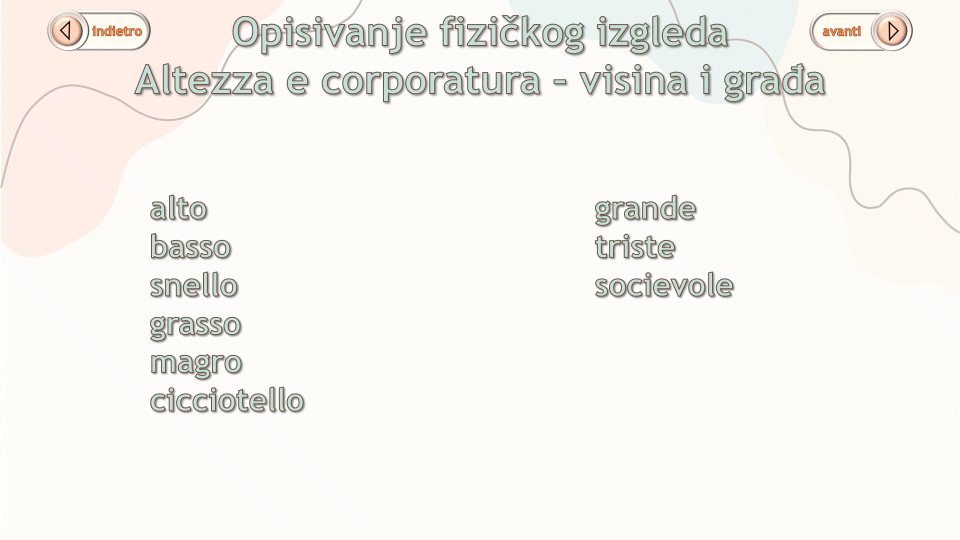 indietro
avanti
Opisivanje fizičkog izgleda
Altezza e corporatura – visina i građa
alto
basso
snello
grasso
magro
cicciotello
grande
triste
socievole